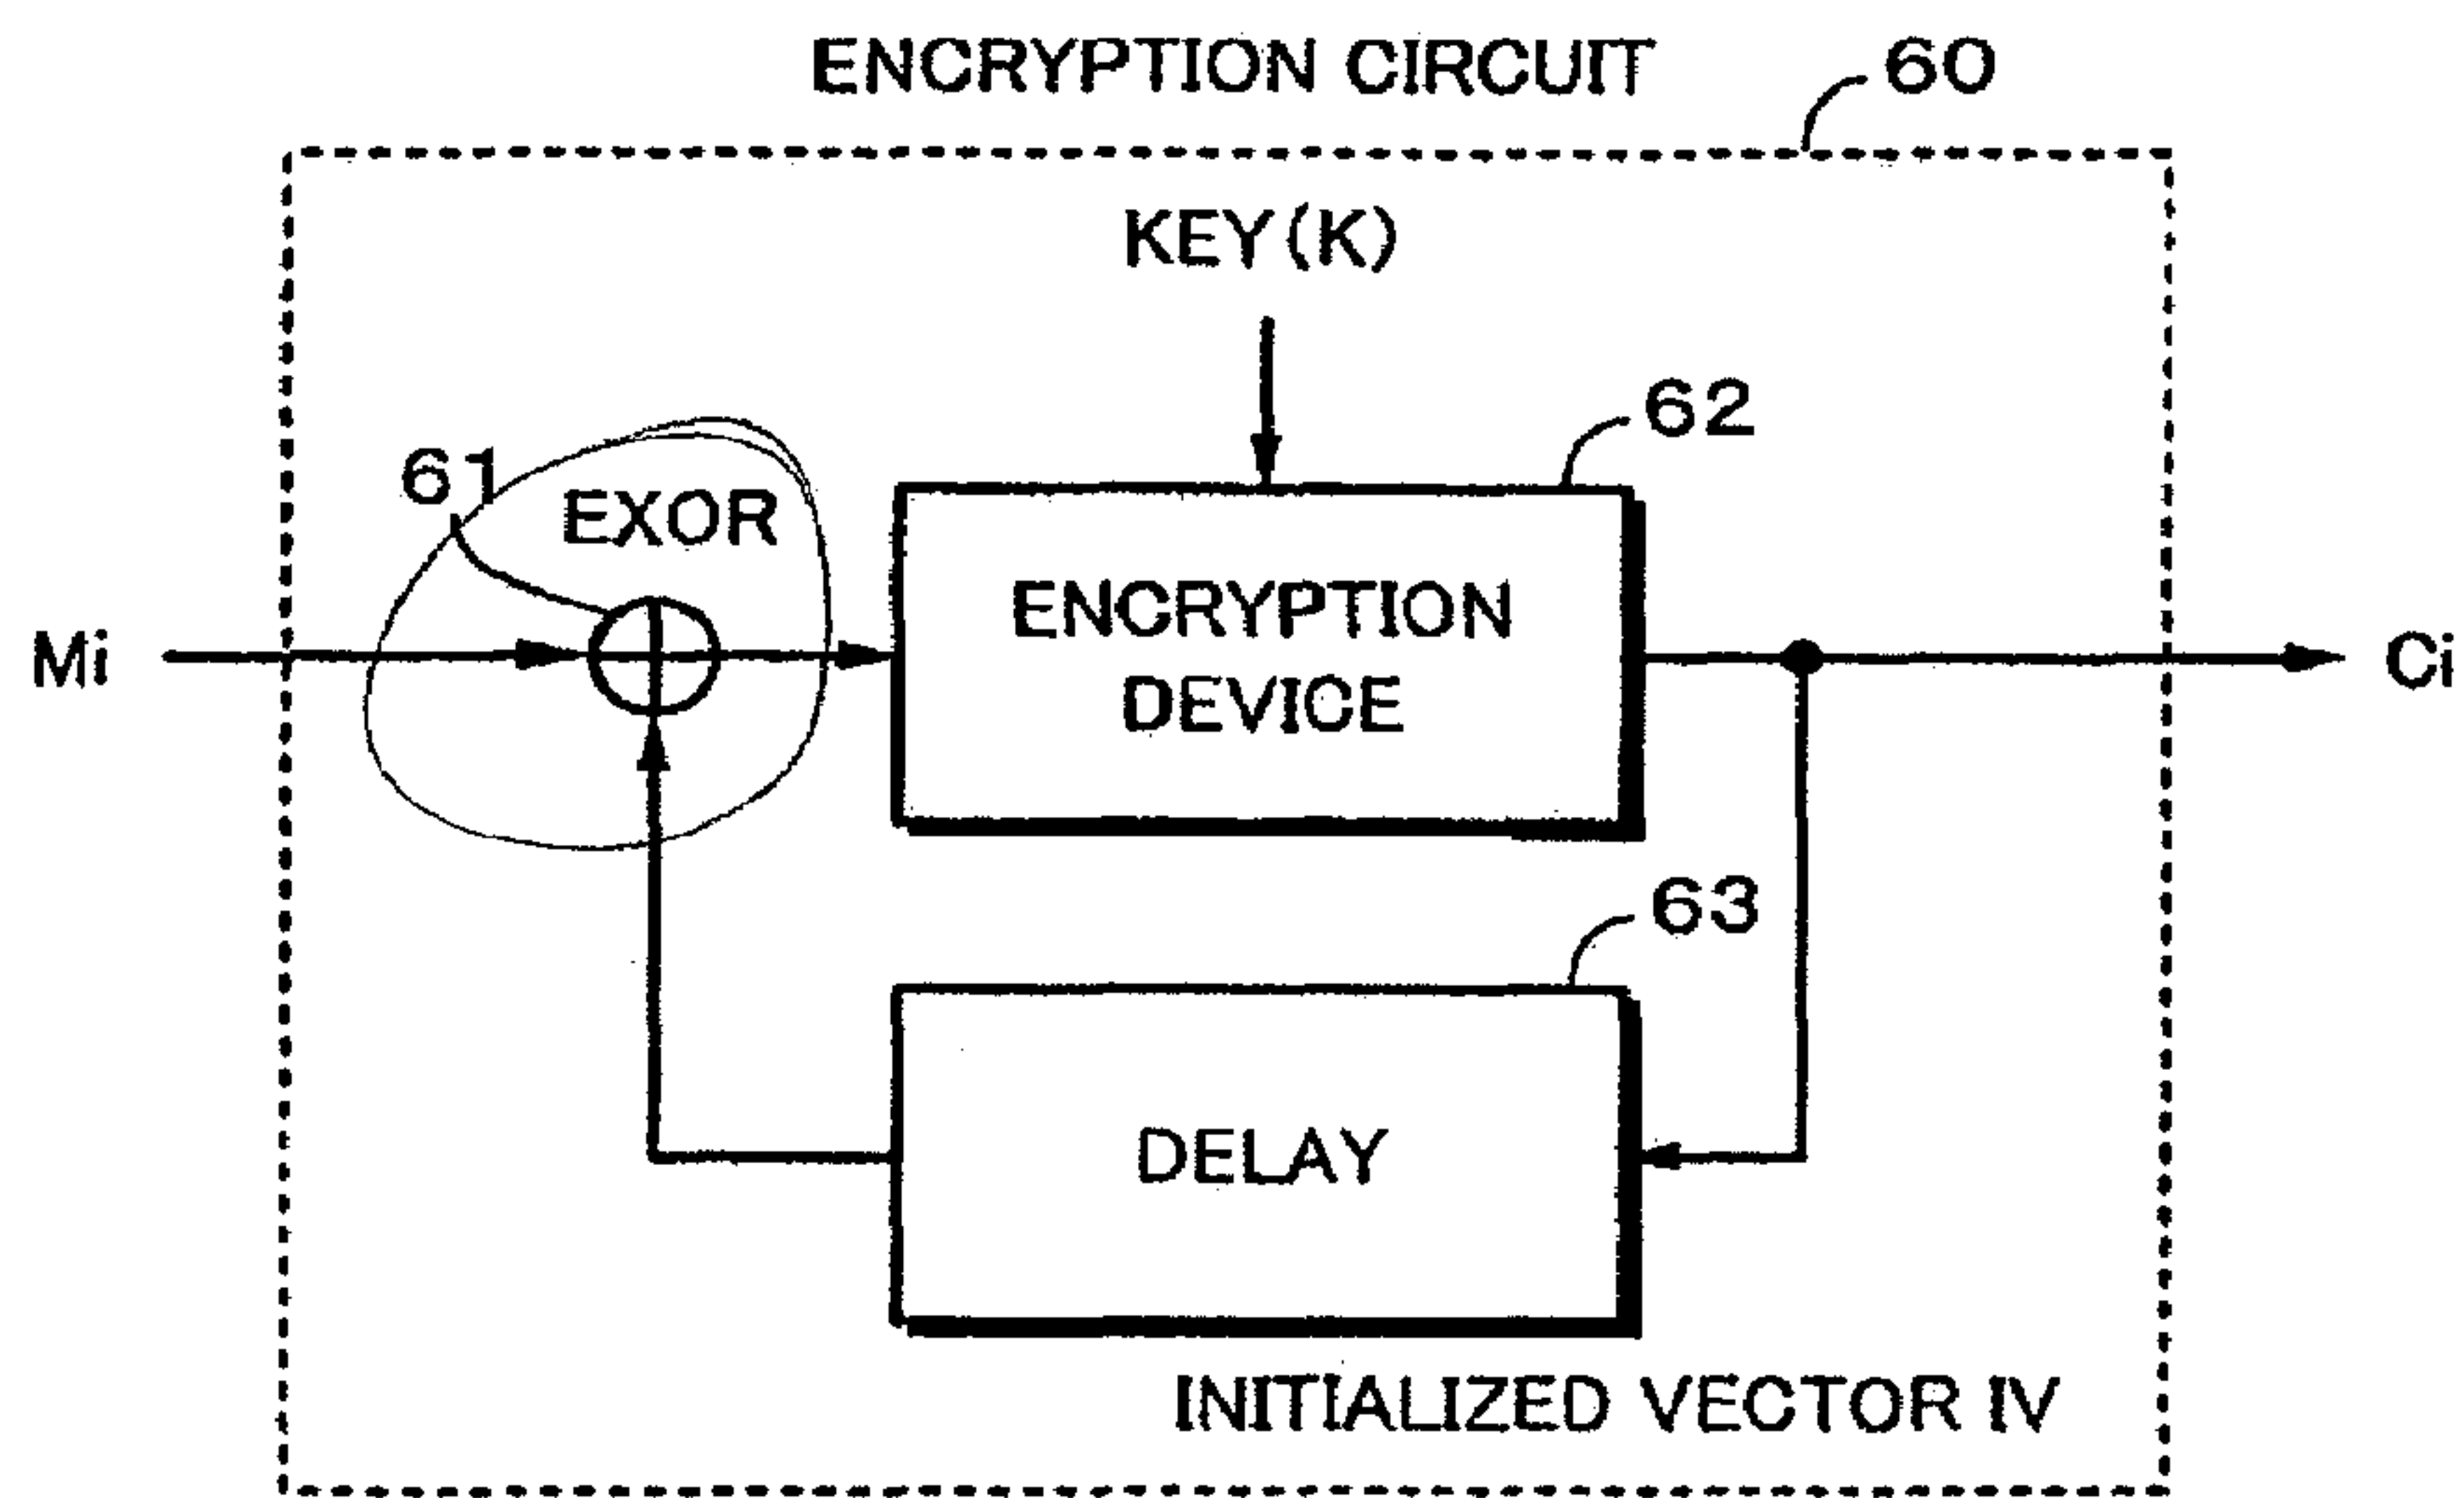 ENCRYPTION CIRCUIT 60
KEY(K)
62
61
EXOR
ENCRYPTION
DEVICE
Mi
Ci
63
DELAY
INITIALIZED VECTOR IV